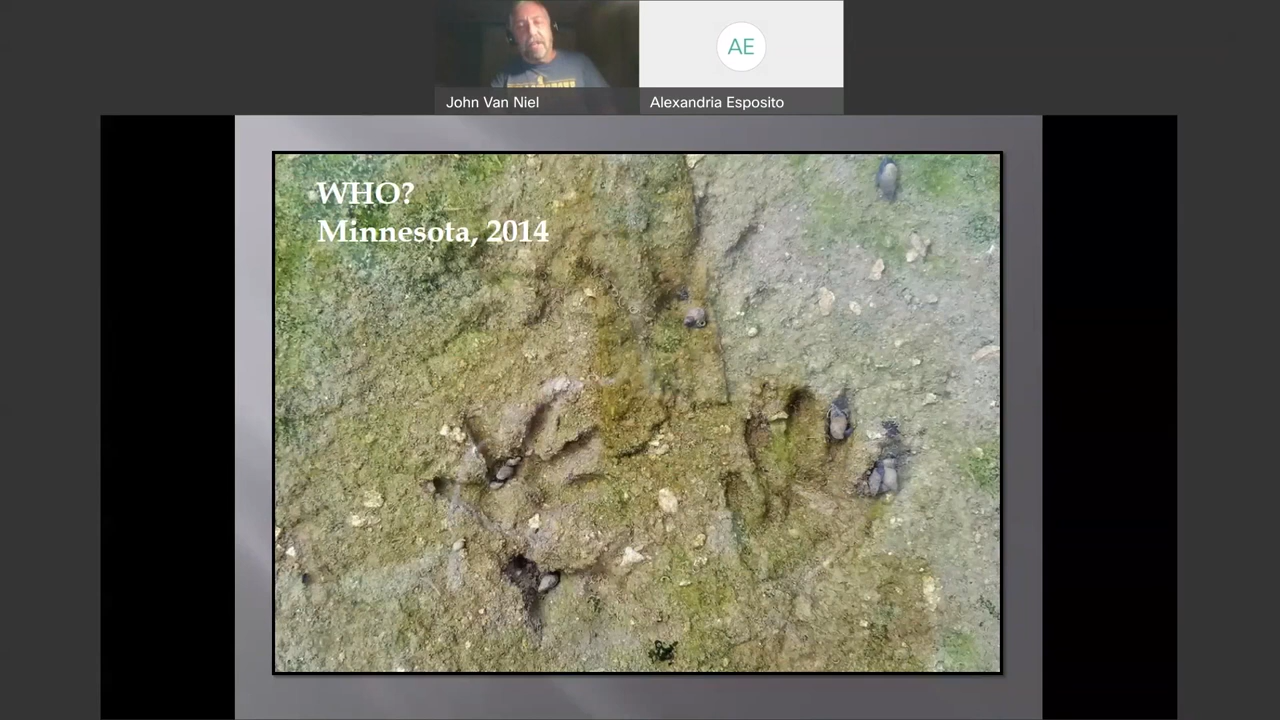 AE
John Van Niel
Alexandria Esposito
WHO?
Minnesota, 2014